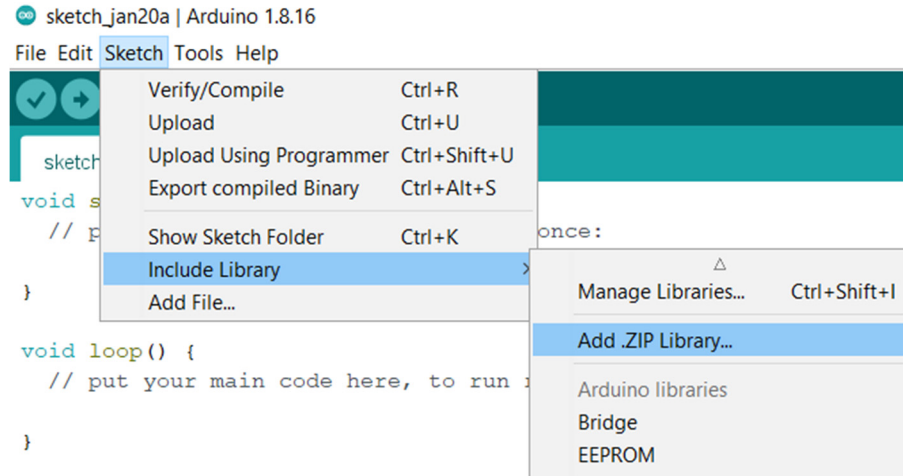 sketch_jan20a | Arduino 1.8.16
File Edit Sketch Tools Help
Verify/Compile Ctrl+R
Upload Ctrl+U
Upload Using Programmer Ctrl+Shift+U
Export compiled Binary Ctrl+Alt+S
Show Sketch Folder Ctrl+K
Include Library
Add File...
Manage Libraries... Ctrl+Shift+I
Add .ZIP Library...
Arduino libraries
Bridge
EEPROM
sketch
void s
// p once:
}
void loop() {
// put your main code here, to run
}